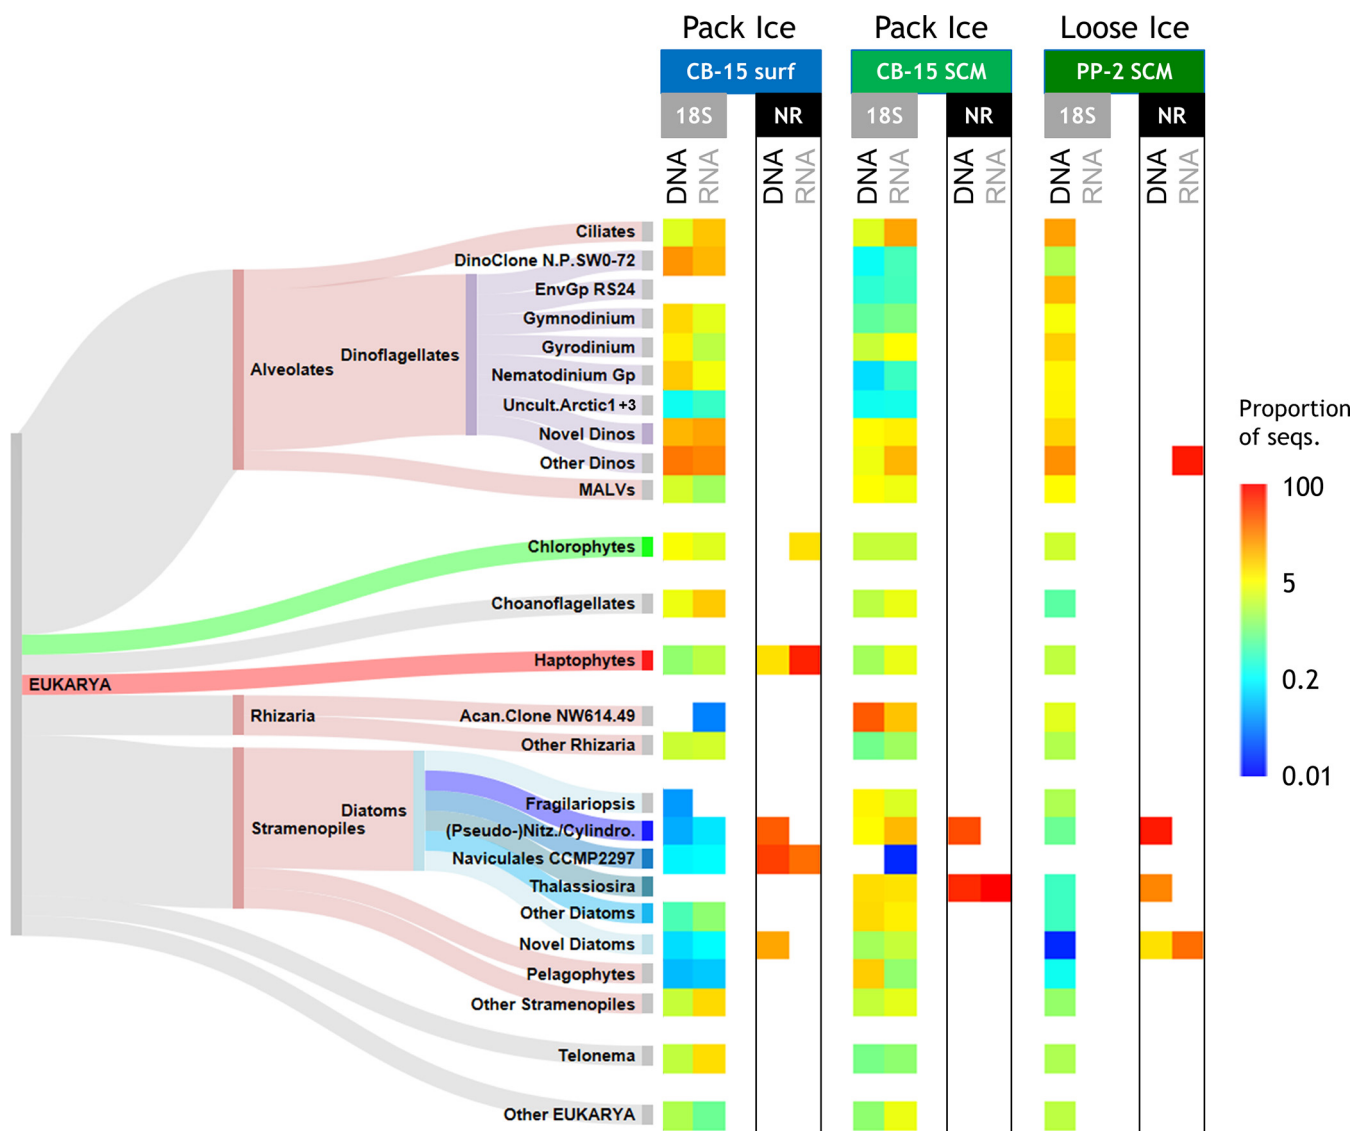 Pack Ice Pack Ice Loose Ice
CB-15 surf CB-15 SCM PP-2 SCM
18S NR 18S NR 18S NR
DNA RNA DNA RNA DNA RNA DNA RNA DNA RNA DNA RNA
Ciliates
DinoClone N.P.SW0-72
EnvGp RS24
Gymnodinium
Gyrodinium
Dinoflagellates
Alveolates
Nematodinium Gp
Uncult.Arctic1+3
Novel Dinos
Other Dinos
MALVs
Chlorophytes
Choanoflagellates
Haptophytes
EUKARYA
Rhizaria
Acan.Clone NW614.49
Other Rhizaria
Fragilariopsis
Diatoms
Stramenopiles
(Pseudo-)Nitz./Cylindro.
Naviculales CCMP2297
Thalassiosira
Other Diatoms
Novel Diatoms
Pelagophytes
Other Stramenopiles
Telonema
Other EUKARYA
Proportion
of seqs.
100
5
0.2
0.01